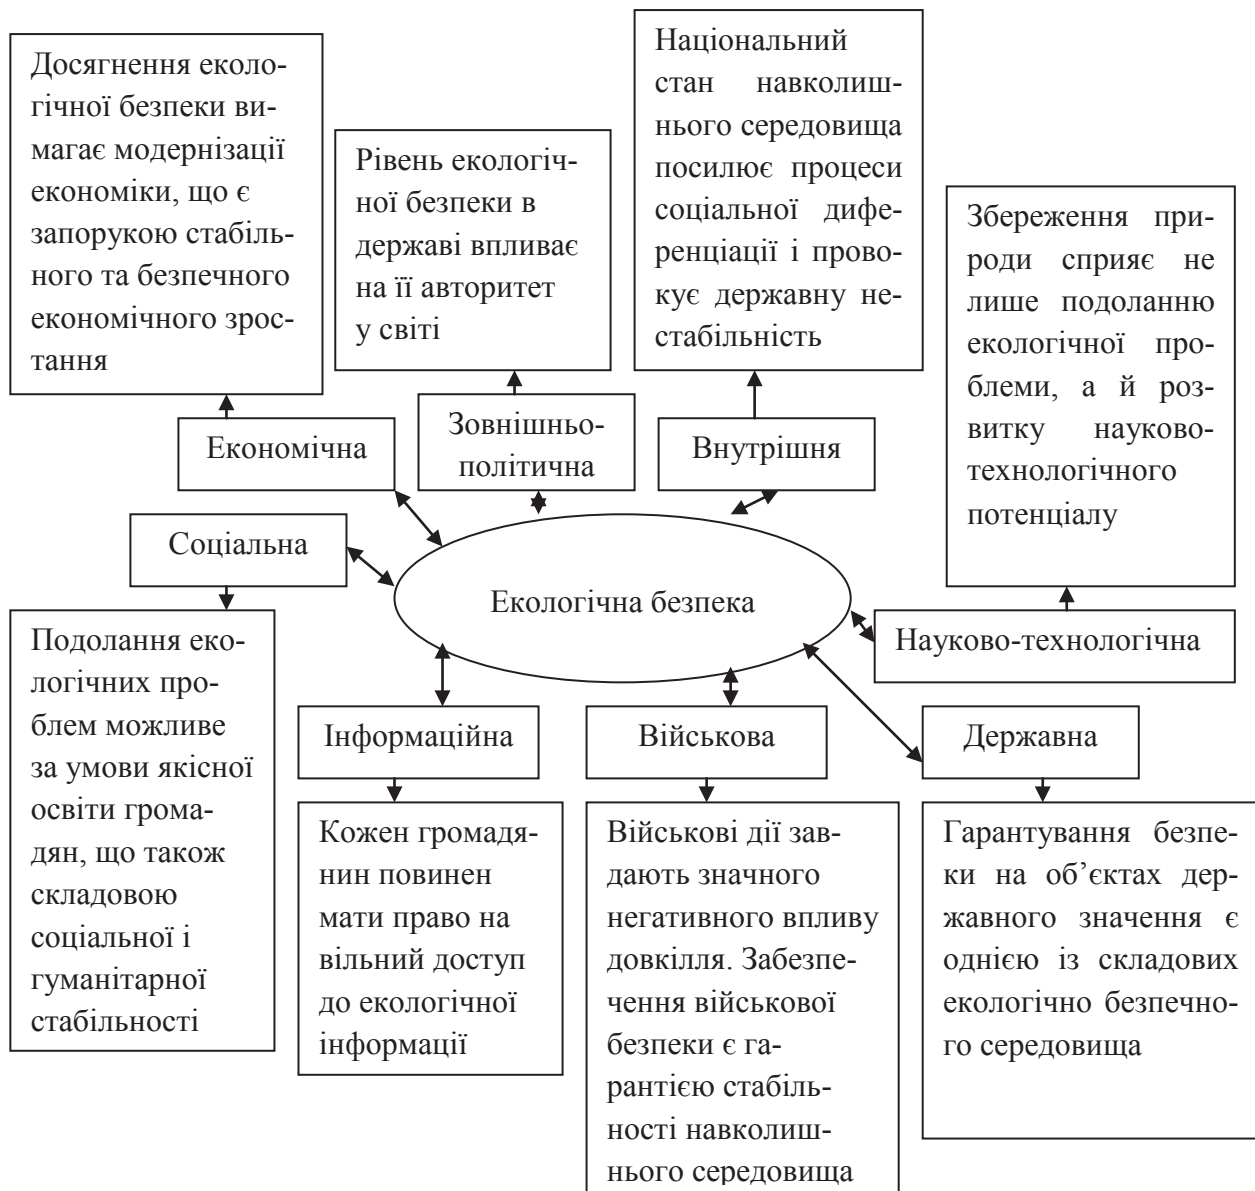 Досягнення еколо-
гічної безпеки ви-
магає модернізації
економіки, що є
запорукою стабіль-
ного та безпечного
економічного зрос-
тання
Рівень екологіч-
ної безпеки в
державі впливає
на її авторитет
у світі
Національний
стан навколиш-
нього середовища
посилює процеси
соціальної дифе-
ренціації і прово-
кує державну не-
стабільність
Збереження при-
роди сприяє не
лише подоланню
екологічної про-
блеми, а й роз-
витку науково-
технологічного
потенціалу
Економічна
Зовнішньо-
політична
Внутрішня
Соціальна
Екологічна безпека
Науково-технологічна
Подолання еко-
логічних про-
блем можливе
за умови якісної
освіти грома-
дян, що також
складовою
соціальної і
гуманітарної
стабільності
Інформаційна
Військова
Державна
Кожен громадя-
нин повинен
мати право на
вільний доступ
до екологічної
інформації
Військові дії зав-
дають значного
негативного впливу
довкілля. Забезпе-
чення військової
безпеки є га-
рантією стабіль-
ності навколиш-
нього середовища
Гарантування безпе-
ки на об’єктах дер-
жавного значення є
однією із складових
екологічно безпечно-
го середовища